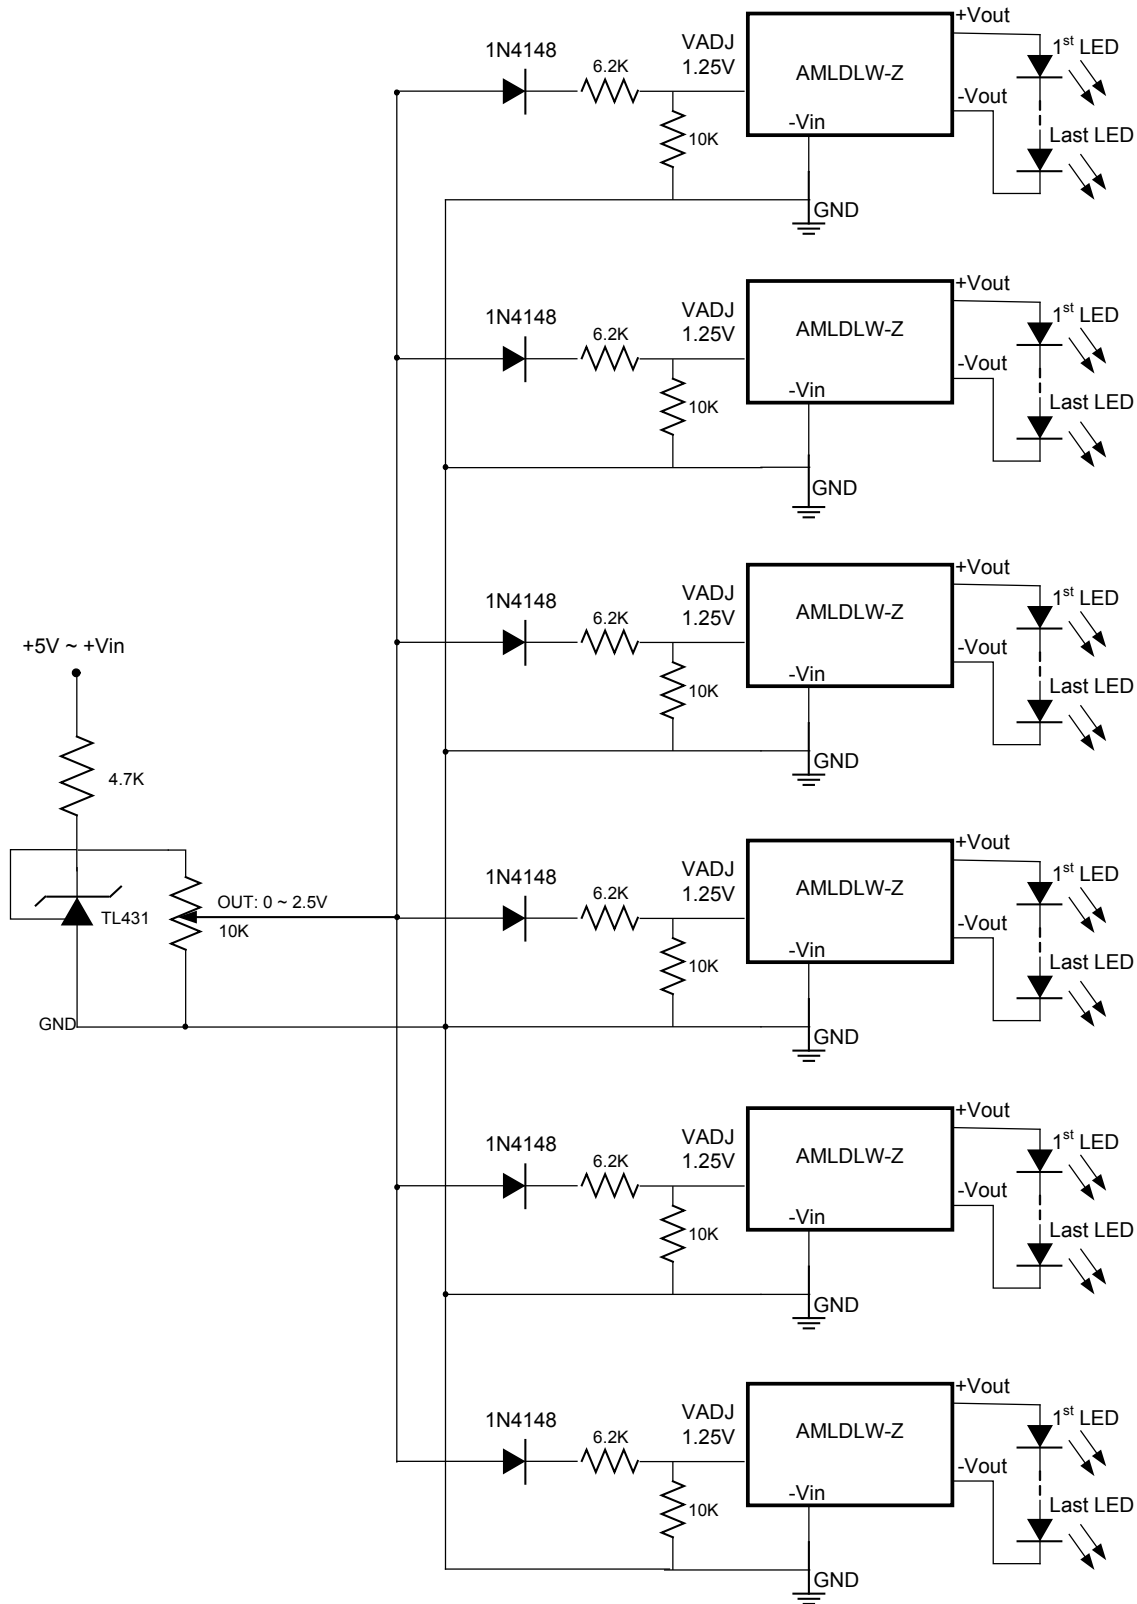 +Vout
1N4148
VADJ
1st LED
6.2K
1.25V
AMLDLW-Z
-Vout
-Vin
10K
Last LED
GND
+Vout
1N4148
VADJ
1st LED
6.2K
1.25V
AMLDLW-Z
-Vout
-Vin
10K
Last LED
GND
+Vout
1N4148
VADJ
1st LED
6.2K
1.25V
AMLDLW-Z
-Vout
-Vin
10K
Last LED
GND
+5V ~ +Vin
4.7K
TL431
OUT: 0 ~ 2.5V
10K
GND
+Vout
1N4148
VADJ
1st LED
6.2K
1.25V
AMLDLW-Z
-Vout
-Vin
10K
Last LED
GND
+Vout
1N4148
VADJ
1st LED
6.2K
1.25V
AMLDLW-Z
-Vout
-Vin
10K
Last LED
GND
+Vout
1N4148
VADJ
1st LED
6.2K
1.25V
AMLDLW-Z
-Vout
-Vin
10K
Last LED
GND